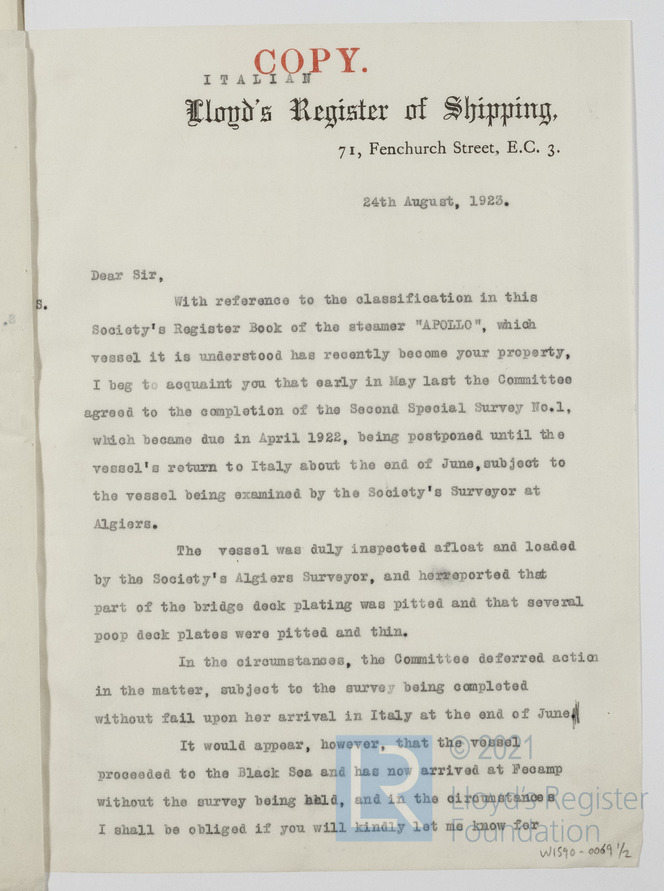 COPY.
ITALIAN
Lloyd's Register of Shipping,
71, Fenchurch Street, E.C. 3.
24th August, 1923.
Dear Sir,
With reference to the classification in this
Society's Register Book of the steamer "APOLLO", which
vessel it is understood has recently become your property,
I beg to acquaint you that early in May last the Committee
agreed to the completion of the Second Special Survey No.1,
which became due in April 1922, being postponed until the
vessel's return to Italy about the end of June,subject to
the vessel being examined by the Society's Surveyor at
Algiers.
The vessel was duly inspected afloat and loaded
by the Society's Algiers Surveyor, and he reported that
part of the bridge deck plating was pitted and that several
poop deck plates were pitted and thin.
In the circumstances, the Committee deferred action
in the matter, subject to the survey being completed
without fail upon her arrival in Italy at the end of June.
It would appear, however, that the vessel
proceeded to the Black Sea and has now arrived at Fecamp
without the survey being held, and in the circumstances
I shall be obliged if you will kindly let me know for
s.
.s
LR
© 2021
Lloyd's Register
Foundation
W1590-0069 1/2